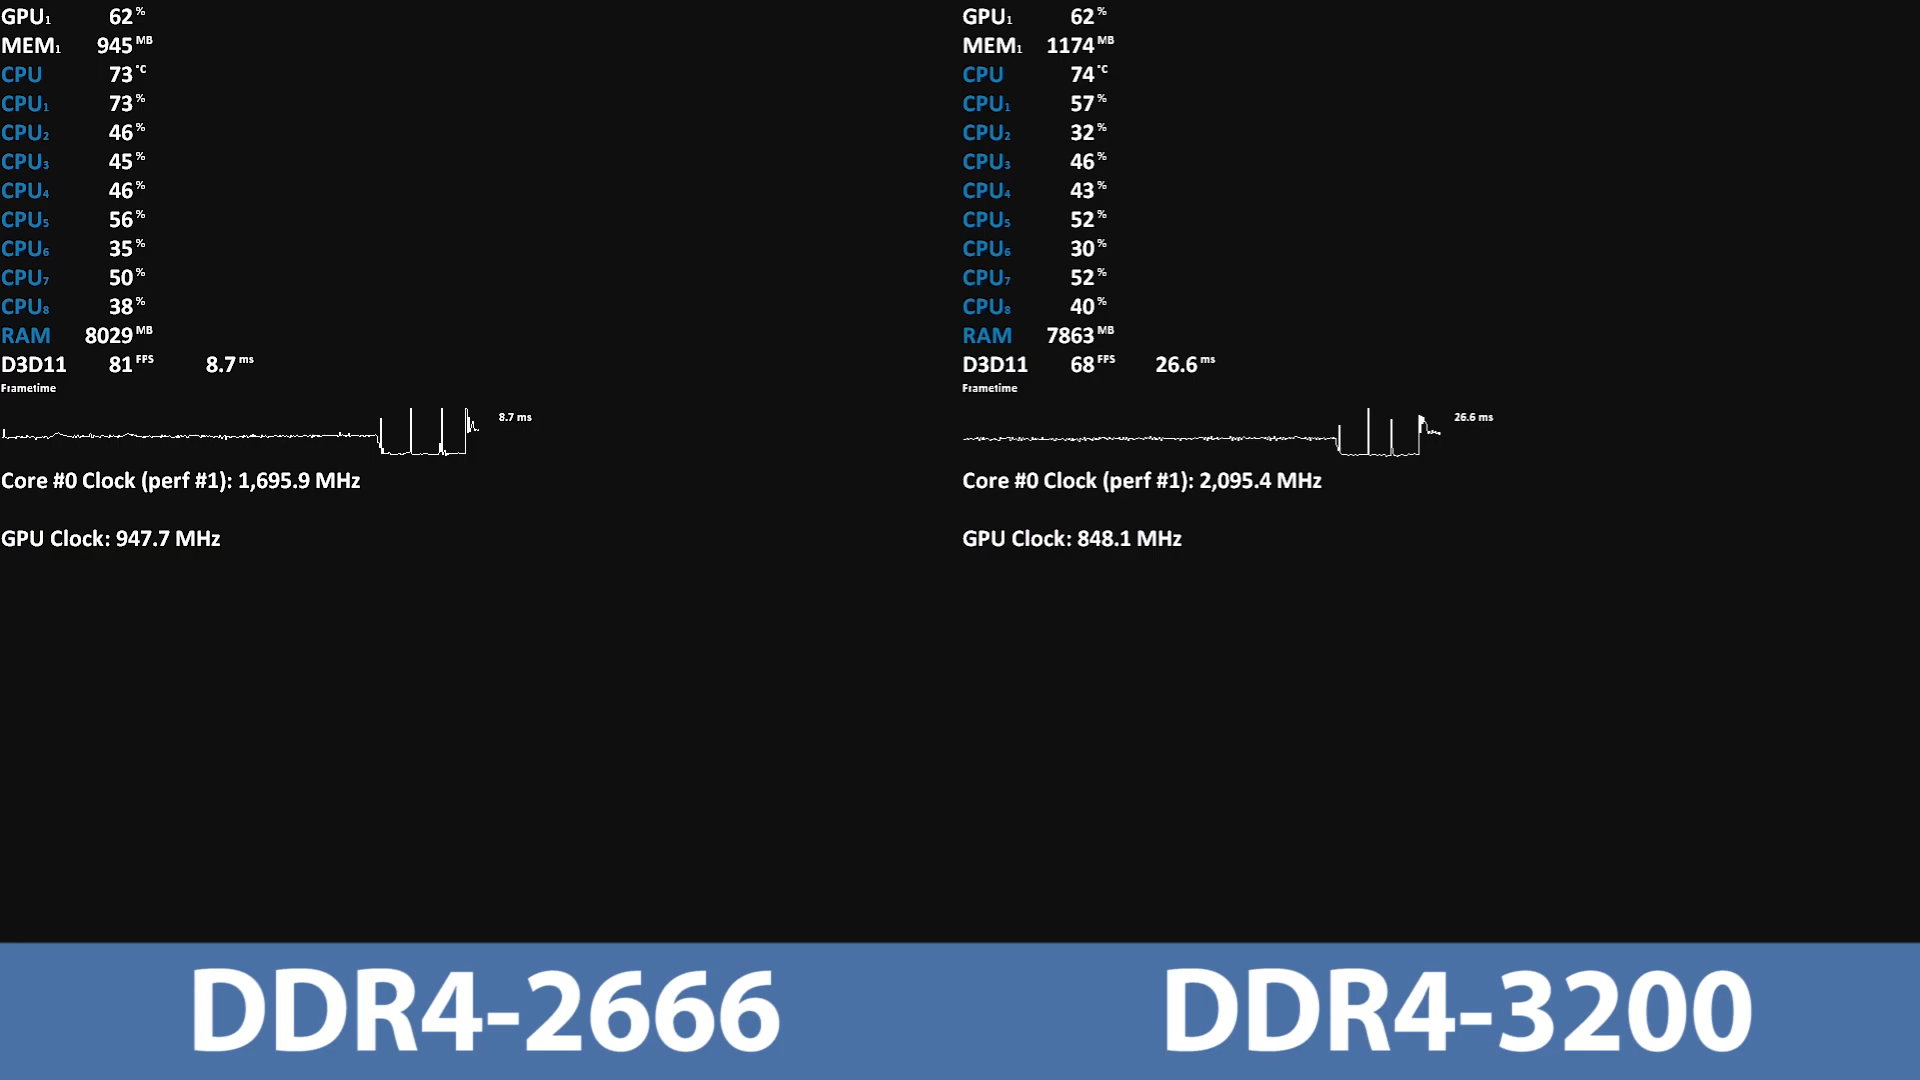 GPU1 62 %
MEM1 945 MB
CPU 73 °C
CPU1 73 %
CPU2 46 %
CPU3 45 %
CPU4 46 %
CPU5 56 %
CPU6 35 %
CPU7 50 %
CPU8 38 %
RAM 8029 MB
D3D11 81 FPS 8.7 ms
Frametime
8.7 ms
Core #0 Clock (perf #1): 1,695.9 MHz
GPU Clock: 947.7 MHz
DDR4-2666
GPU1 62 %
MEM1 1174 MB
CPU 74 °C
CPU1 57 %
CPU2 32 %
CPU3 46 %
CPU4 43 %
CPU5 52 %
CPU6 30 %
CPU7 52 %
CPU8 40 %
RAM 7863 MB
D3D11 68 FPS 26.6 ms
Frametime
26.6 ms
Core #0 Clock (perf #1): 2,095.4 MHz
GPU Clock: 848.1 MHz
DDR4-3200